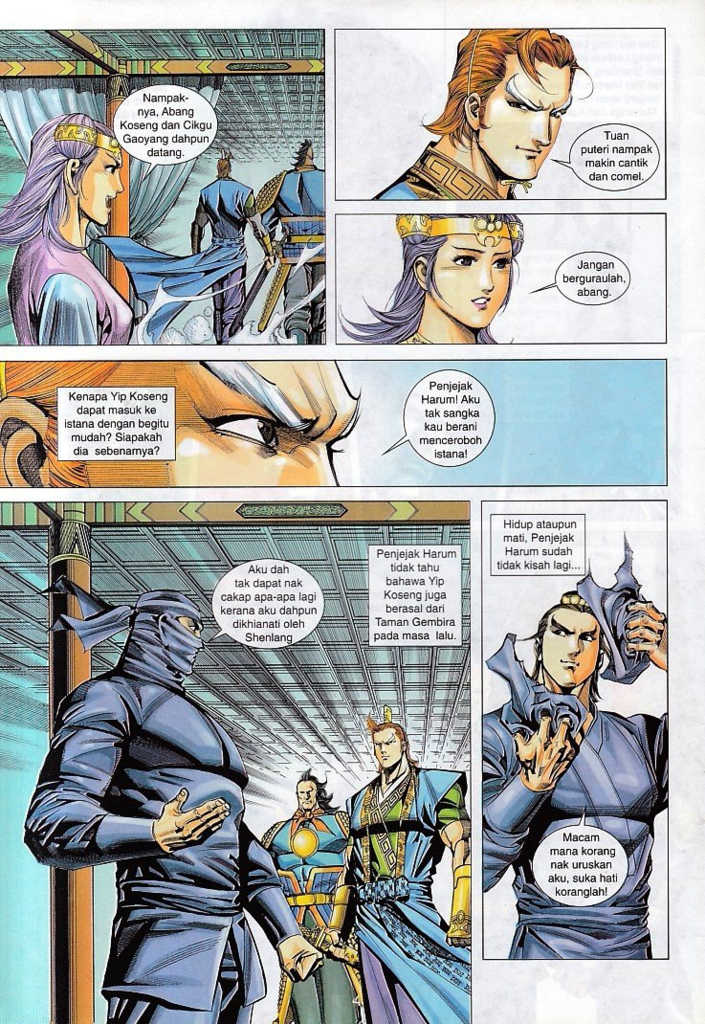 Nampak-
nya, Abang
Koseng dan Cikgu
Gaoyang dahpun
datang.
Tuan
puteri nampak
makin cantik
dan comel.
Jangan
berguraulah,
abang.
Kenapa Yip Koseng
dapat masuk ke
istana dengan begitu
mudah? Siapakah
dia sebenarnya?
Penjejak
Harum! Aku
tak sangka
kau berani
menceroboh
istana!
Aku dah
tak dapat nak
cakap apa-apa lagi
kerana aku dahpun
dikhianati oleh
Shenlang
Penjejak Harum
tidak tahu
bahawa Yip
Koseng juga
berasal dari
Taman Gembira
pada masa lalu.
Hidup ataupun
mati, Penjejak
Harum sudah
tidak kisah lagi...
Macam
mana korang
nak uruskan
aku, suka hati
koranglah!